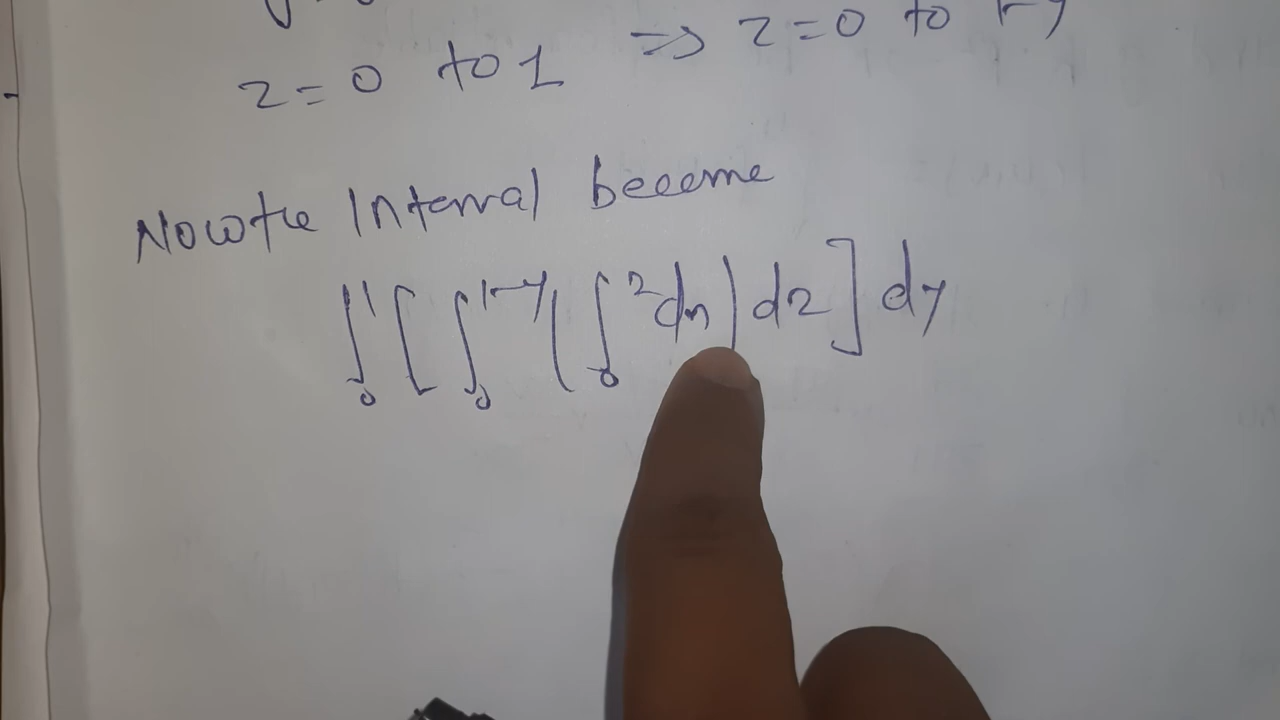 z=0 to 1 => z=0 to 1-y
Now the Interval become
∫₀¹ [ ∫₀^{1-y} ( ∫₀² dx ) dz ] dy